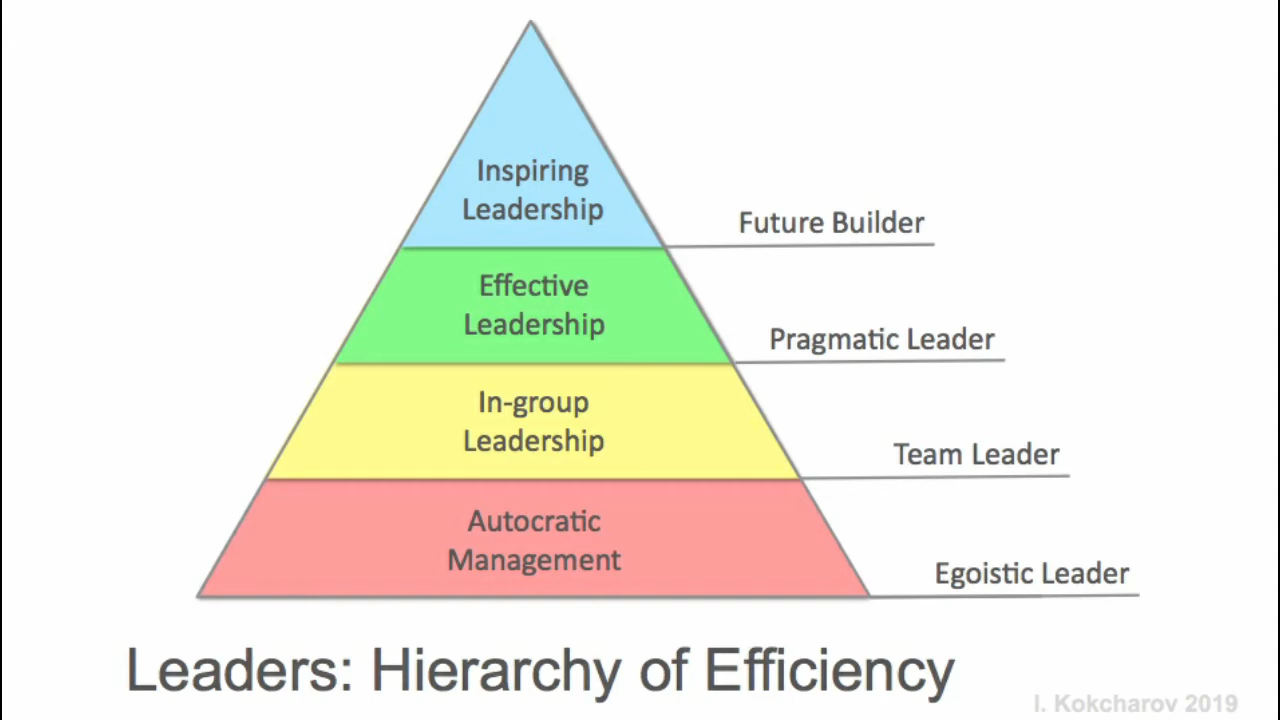 Inspiring
Leadership
Future Builder
Effective
Leadership
Pragmatic Leader
In-group
Leadership
Team Leader
Autocratic
Management
Egoistic Leader
Leaders: Hierarchy of Efficiency
I. Kokcharov 2019